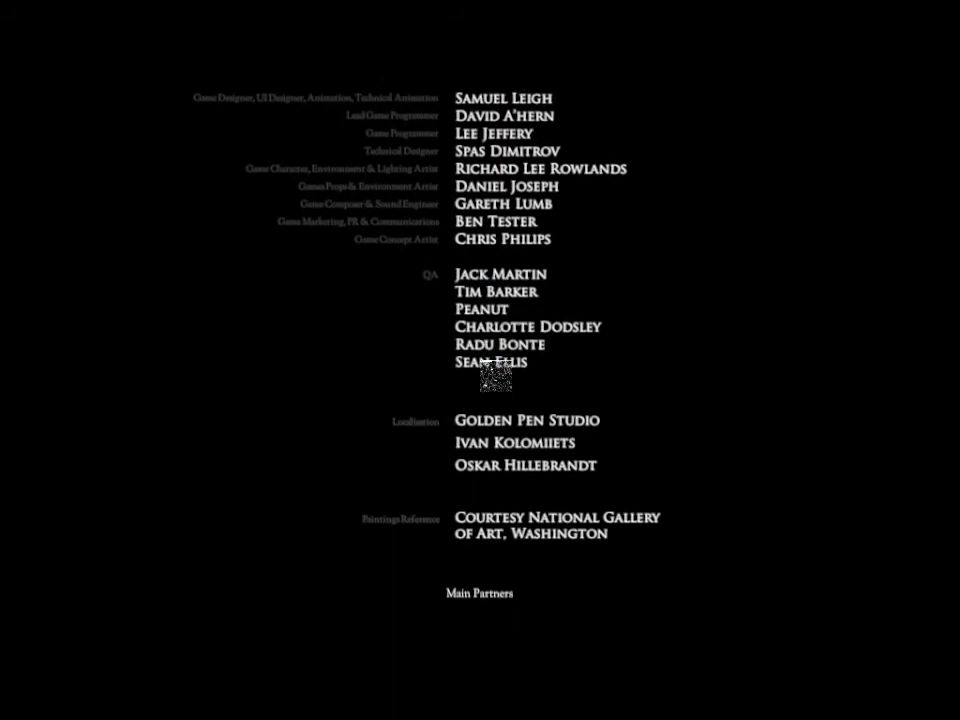 Game Designer, UI Designer, Animation, Technical Animation SAMUEL LEIGH
Lead Game Programmer DAVID A'HERN
Game Programmer LEE JEFFERY
Technical Designer SPAS DIMITROV
Game Character, Environment & Lighting Artist RICHARD LEE ROWLANDS
Games Props & Environment Artist DANIEL JOSEPH
Game Composer & Sound Engineer GARETH LUMB
Game Marketing, PR & Communications BEN TESTER
Game Concept Artist CHRIS PHILIPS
QA JACK MARTIN
TIM BARKER
PEANUT
CHARLOTTE DODSLEY
RADU BONTE
SEAN ELLIS
Localisation GOLDEN PEN STUDIO
IVAN KOLOMIIETS
OSKAR HILLEBRANDT
Paintings Reference COURTESY NATIONAL GALLERY
OF ART, WASHINGTON
Main Partners